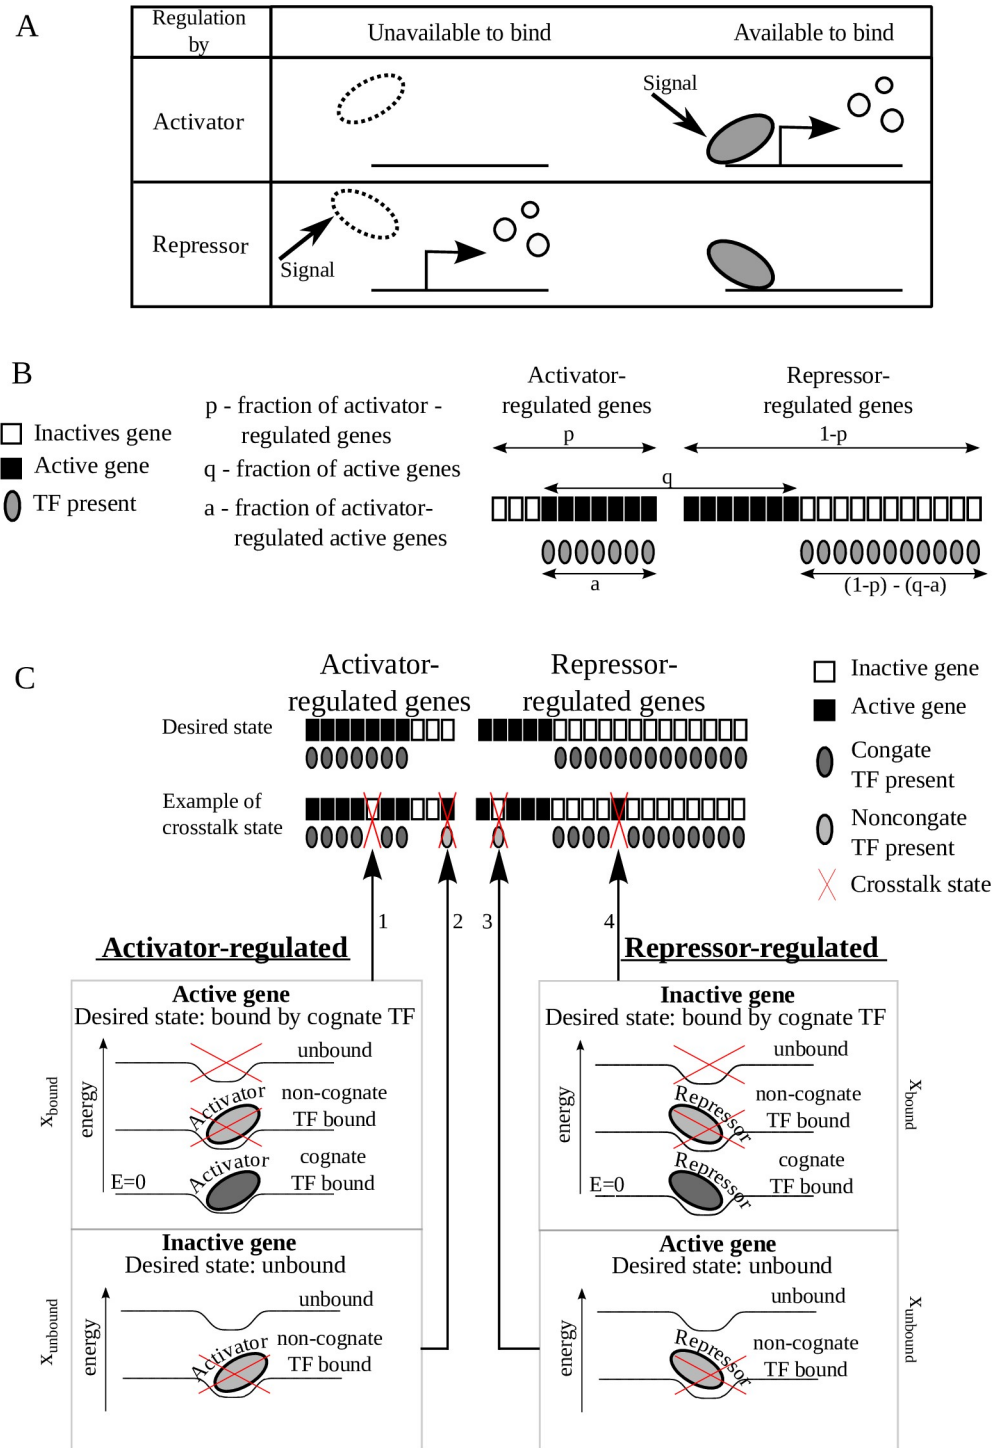 A
Regulation
by
Unavailable to bind
Available to bind
Activator
Signal
Repressor
Signal
B
Inactives gene
Active gene
TF present
p - fraction of activator -
regulated genes
q - fraction of active genes
a - fraction of activator-
regulated active genes
Activator-
regulated genes
p
Repressor-
regulated genes
1-p
q
a
(1-p) - (q-a)
C
Activator-
regulated genes
Repressor-
regulated genes
Desired state
Example of
crosstalk state
Inactive gene
Active gene
Congate
TF present
Noncongate
TF present
Crosstalk state
1
2
3
4
Activator-regulated
Active gene
Desired state: bound by cognate TF
xbound
energy
unbound
Activator
non-cognate
TF bound
Activator
cognate
TF bound
E=0
Inactive gene
Desired state: unbound
xunbound
energy
unbound
Activator
non-cognate
TF bound
Repressor-regulated
Inactive gene
Desired state: bound by cognate TF
xbound
energy
unbound
Repressor
non-cognate
TF bound
Repressor
cognate
TF bound
E=0
Active gene
Desired state: unbound
xunbound
energy
unbound
Repressor
non-cognate
TF bound